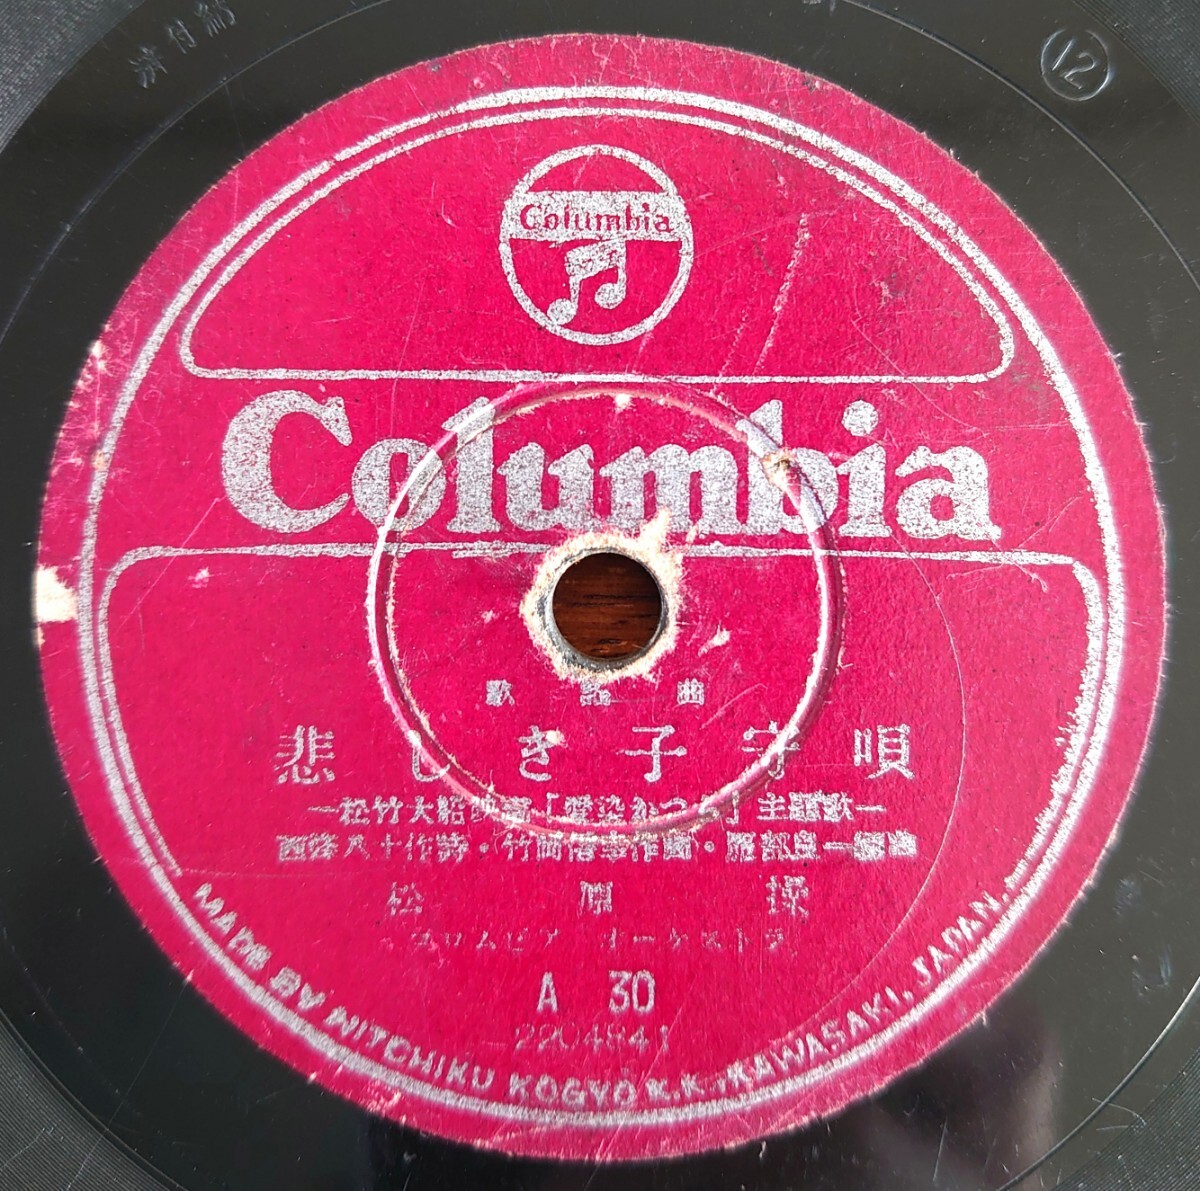 済付納
12
Columbia
Columbia
歌謡曲
悲しき子守唄
—松竹大船映画「愛染かつら」主題歌—
西條八十作詩・竹岡信幸作曲・服部良一編曲
松原操
コロムビア オーケストラ
A 30
2204841
MADE BY NITCHIKU KOGYO K.K. KAWASAKI, JAPAN.